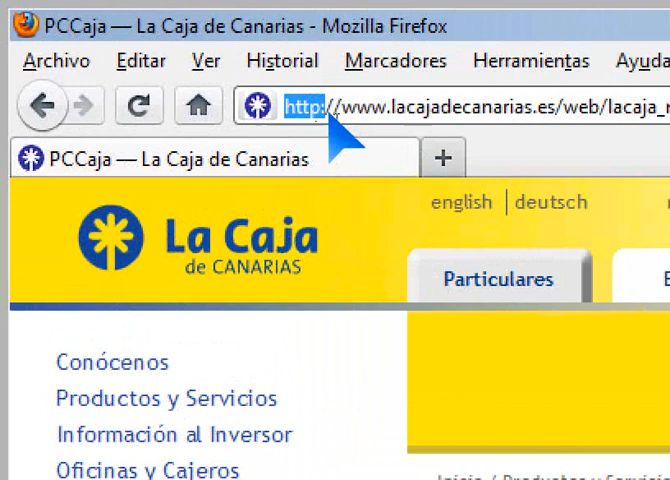 PCCaja — La Caja de Canarias - Mozilla Firefox
Archivo Editar Ver Historial Marcadores Herramientas Ayuda
http://www.lacajadecanarias.es/web/lacaja_
PCCaja — La Caja de Canarias +
english | deutsch
La Caja
de CANARIAS
Particulares
Conócenos
Productos y Servicios
Información al Inversor
Oficinas y Cajeros
Inicio / Productos y